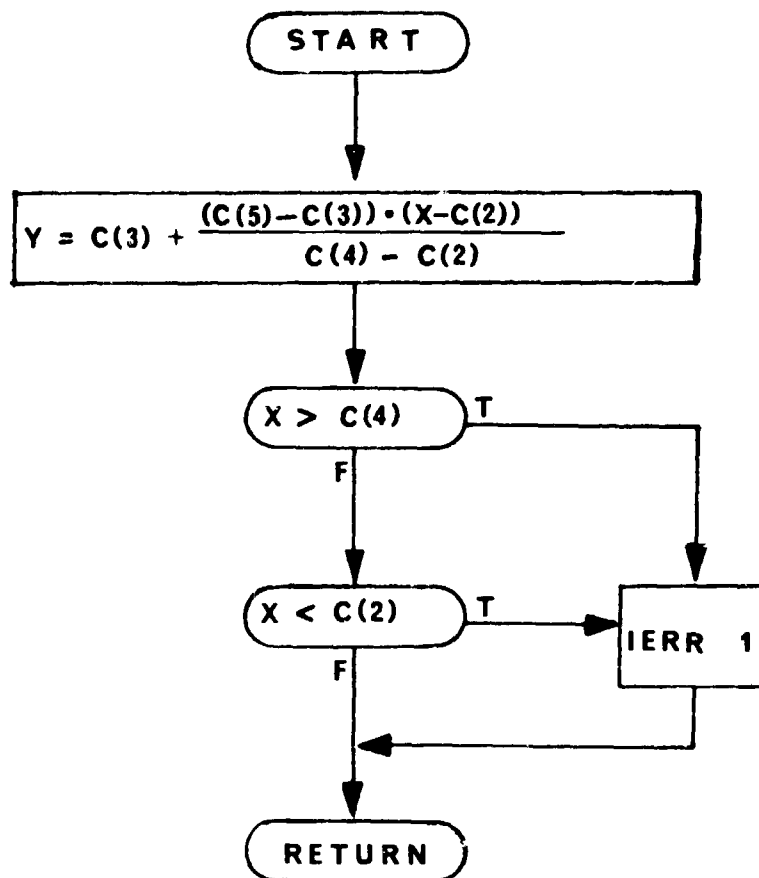 START
Y = C(3) + (C(5)-C(3))•(X-C(2))
C(4) - C(2)
X > C(4)
T
F
X < C(2)
T
IERR 1
F
RETURN